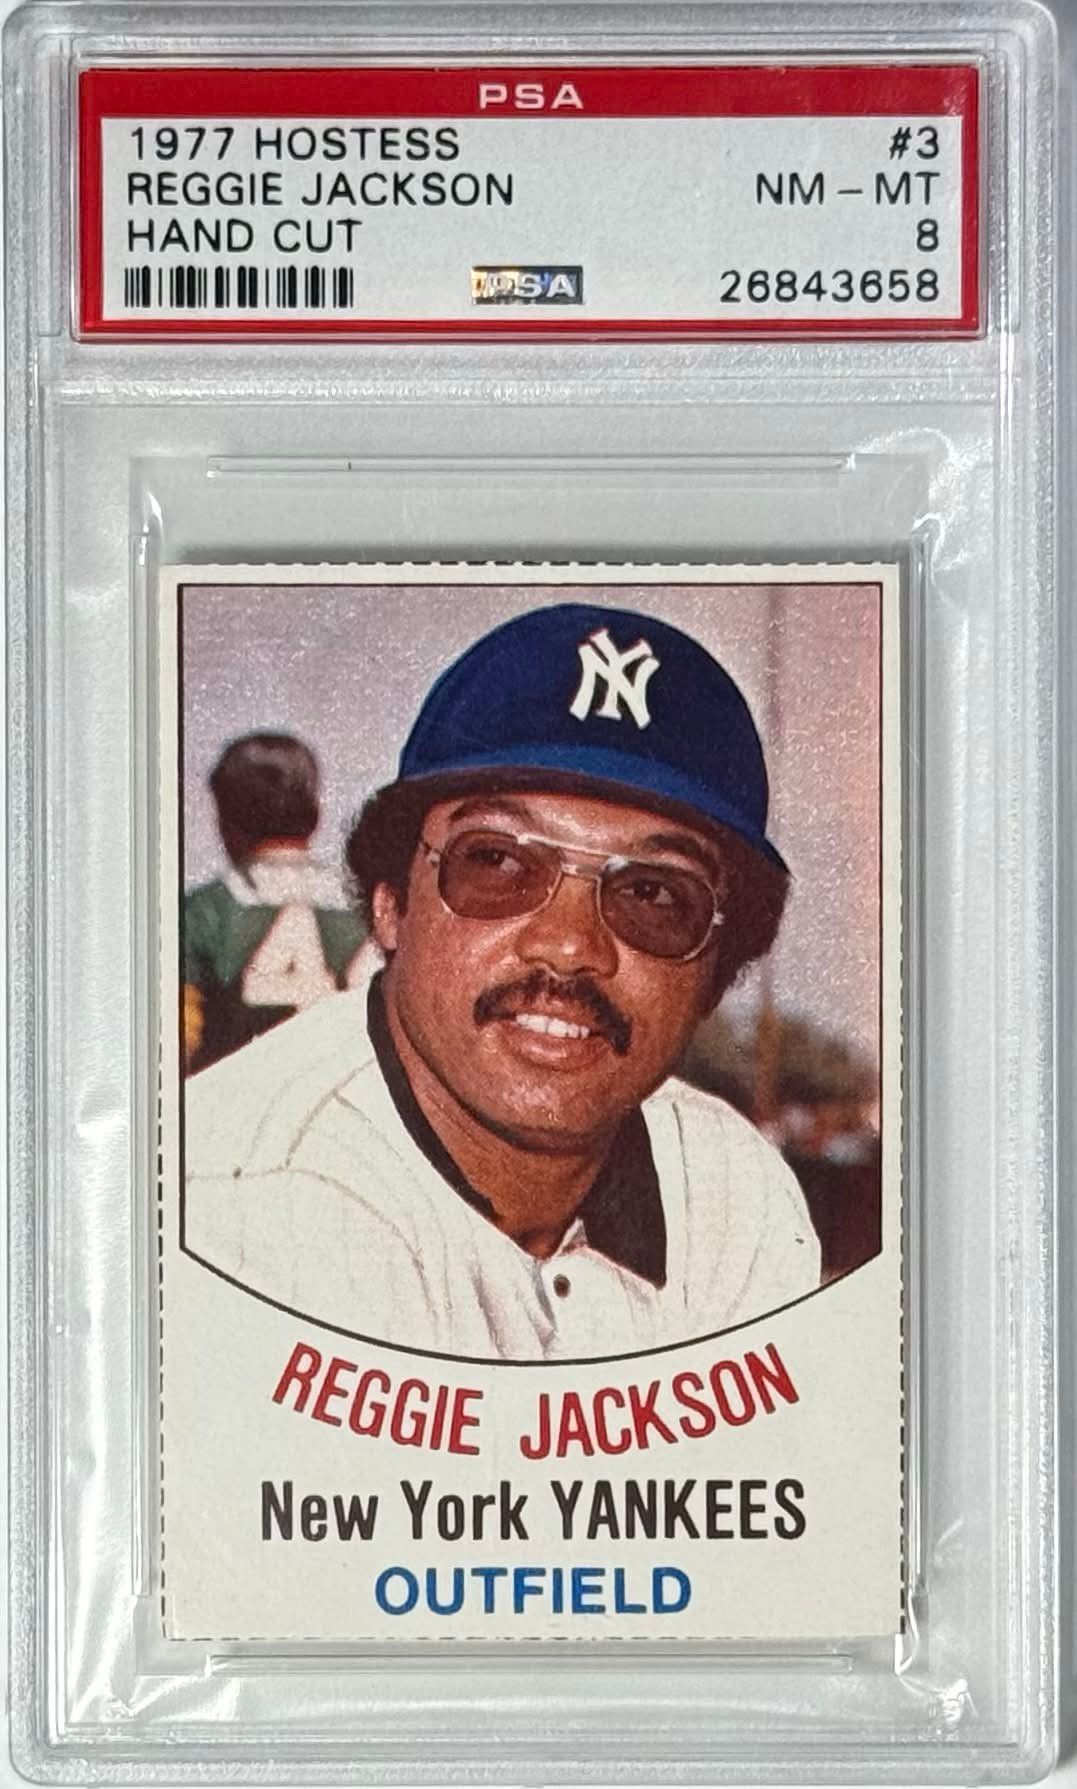 PSA
1977 HOSTESS #3
REGGIE JACKSON NM - MT
HAND CUT 8
PSA 26843658
NY
REGGIE JACKSON
New York YANKEES
OUTFIELD